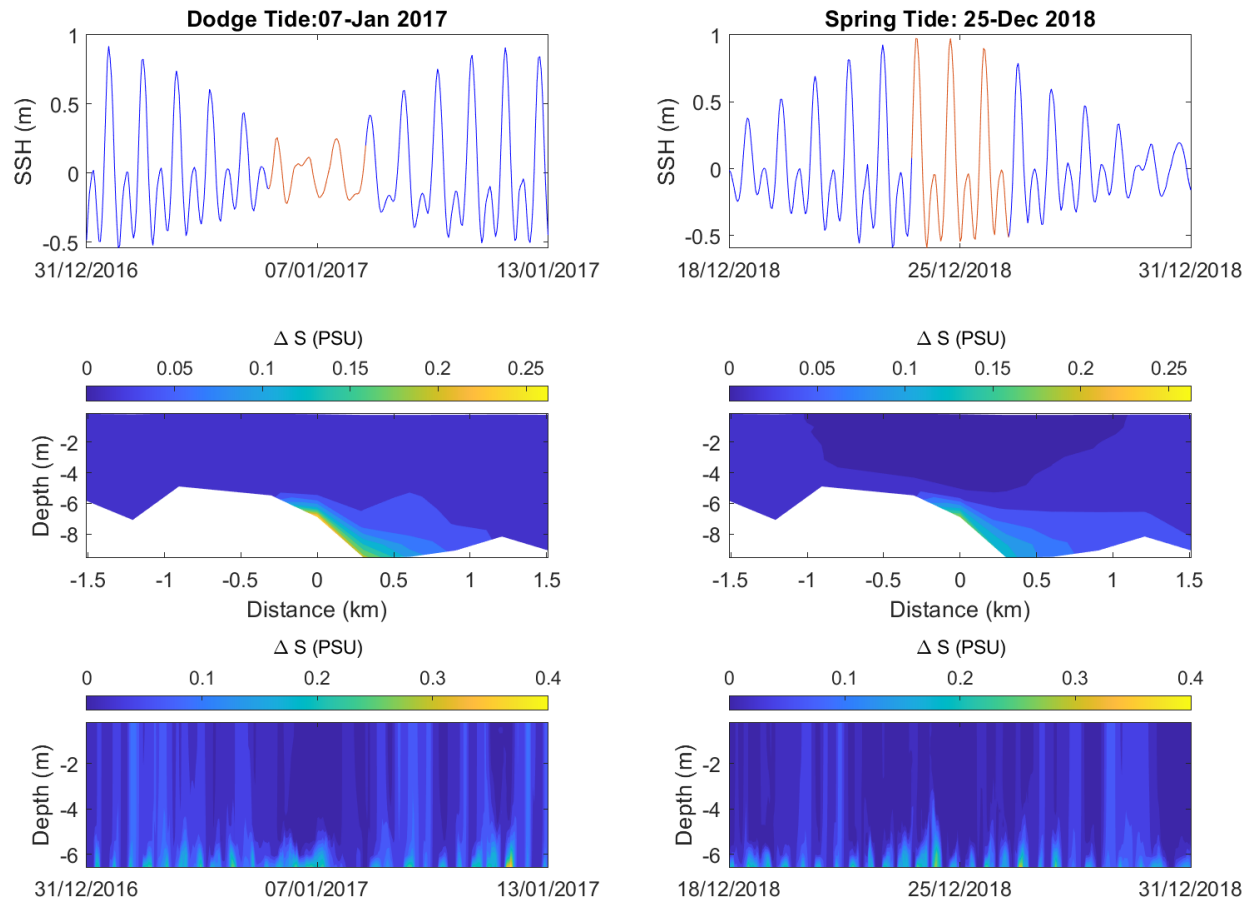 Dodge Tide:07-Jan 2017
1
0.5
0
-0.5
SSH (m)
31/12/2016 07/01/2017 13/01/2017
Spring Tide: 25-Dec 2018
1
0.5
0
-0.5
SSH (m)
18/12/2018 25/12/2018 31/12/2018
Δ S (PSU)
0 0.05 0.1 0.15 0.2 0.25
-2
-4
-6
-8
Depth (m)
-1.5 -1 -0.5 0 0.5 1 1.5
Distance (km)
Δ S (PSU)
0 0.05 0.1 0.15 0.2 0.25
-2
-4
-6
-8
Depth (m)
-1.5 -1 -0.5 0 0.5 1 1.5
Distance (km)
Δ S (PSU)
0 0.1 0.2 0.3 0.4
-2
-4
-6
Depth (m)
31/12/2016 07/01/2017 13/01/2017
Δ S (PSU)
0 0.1 0.2 0.3 0.4
-2
-4
-6
Depth (m)
18/12/2018 25/12/2018 31/12/2018